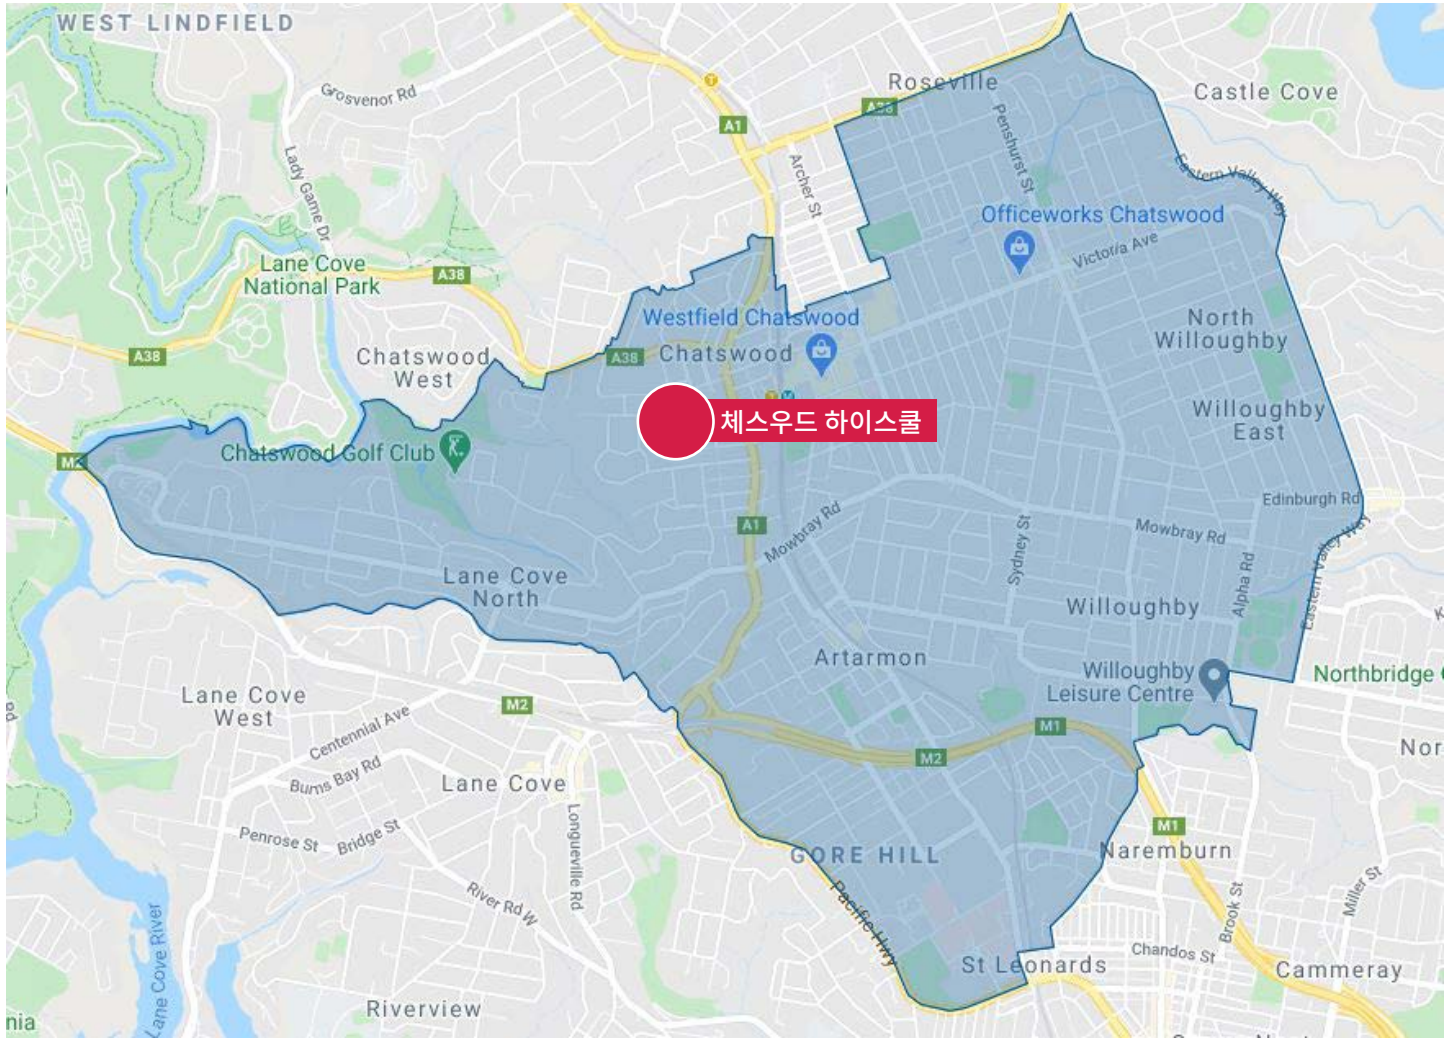 WEST LINDFIELD
Grosvenor Rd
Roseville
A38
Castle Cove
A1
Lady Game Dr
Archer St
Penshurst St
Eastern Valley Way
Officeworks Chatswood
Victoria Ave
Lane Cove
National Park
A38
Westfield Chatswood
North
Willoughby
A38
Chatswood
West
A38
Chatswood
체스우드 하이스쿨
Willoughby
East
Chatswood Golf Club
M2
Edinburgh Rd
A1
Mowbray Rd
Mowbray Rd
Sydney St
Alpha Rd
Eastern Valley Way
Lane Cove
North
Willoughby
Artarmon
Willoughby
Leisure Centre
Northbridge
Lane Cove
West
M2
Centennial Ave
M1
M2
Nor
Burns Bay Rd
Lane Cove
Penrose St
Bridge St
Longueville Rd
GORE HILL
M1
Naremburn
River Rd W
Pacific Hwy
Brook St
Miller St
Lane Cove River
Chandos St
St Leonards
Cammeray
Riverview
nia